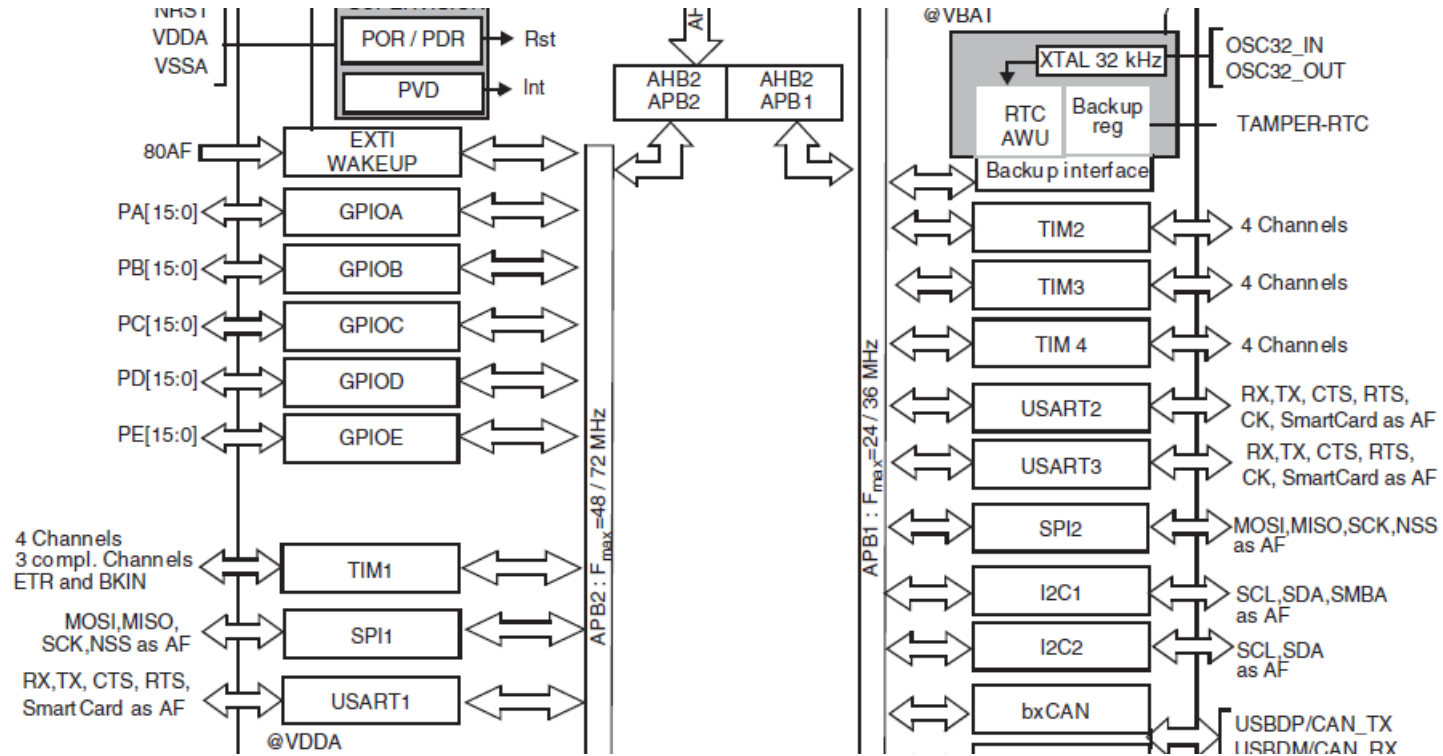 NRST
VDDA
VSSA
SUPERVISION
POR / PDR
Rst
PVD
Int
80AF
EXTI
WAKEUP
PA[15:0]
GPIOA
PB[15:0]
GPIOB
PC[15:0]
GPIOC
PD[15:0]
GPIOD
PE[15:0]
GPIOE
4 Channels
3 compl. Channels
ETR and BKIN
TIM1
MOSI,MISO,
SCK,NSS as AF
SPI1
RX,TX, CTS, RTS,
SmartCard as AF
USART1
@VDDA
APB2 : Fmax=48 / 72 MHz
AHB2
APB2
AHB2
APB1
APB1 : Fmax=24 / 36 MHz
@VBAT
XTAL 32 kHz
OSC32_IN
OSC32_OUT
RTC
AWU
Backup
reg
TAMPER-RTC
Backup interface
TIM2
4 Channels
TIM3
4 Channels
TIM 4
4 Channels
USART2
RX,TX, CTS, RTS,
CK, SmartCard as AF
USART3
RX,TX, CTS, RTS,
CK, SmartCard as AF
SPI2
MOSI,MISO,SCK,NSS
as AF
I2C1
SCL,SDA,SMBA
as AF
I2C2
SCL,SDA
as AF
bxCAN
USBDP/CAN_TX
USBDM/CAN_RX